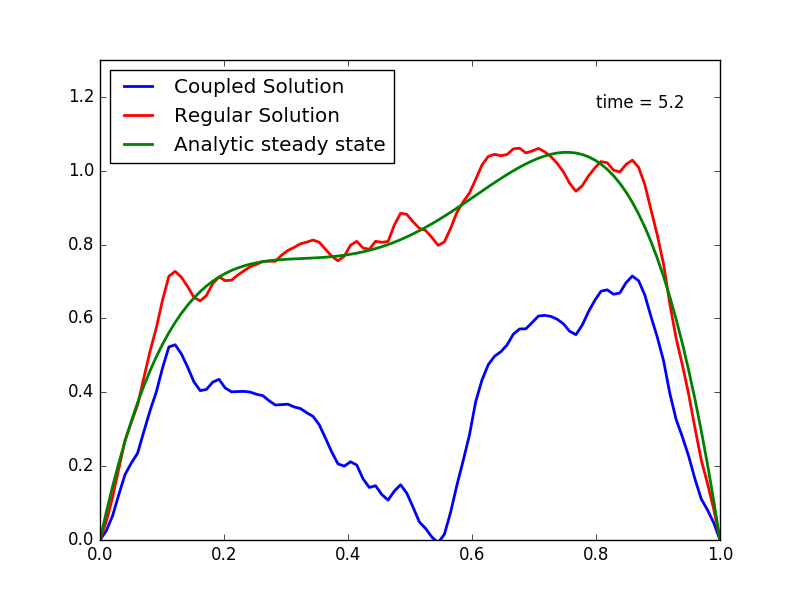 1.2
1.0
0.8
0.6
0.4
0.2
0.0
Coupled Solution
Regular Solution
Analytic steady state
time = 5.2
0.0 0.2 0.4 0.6 0.8 1.0